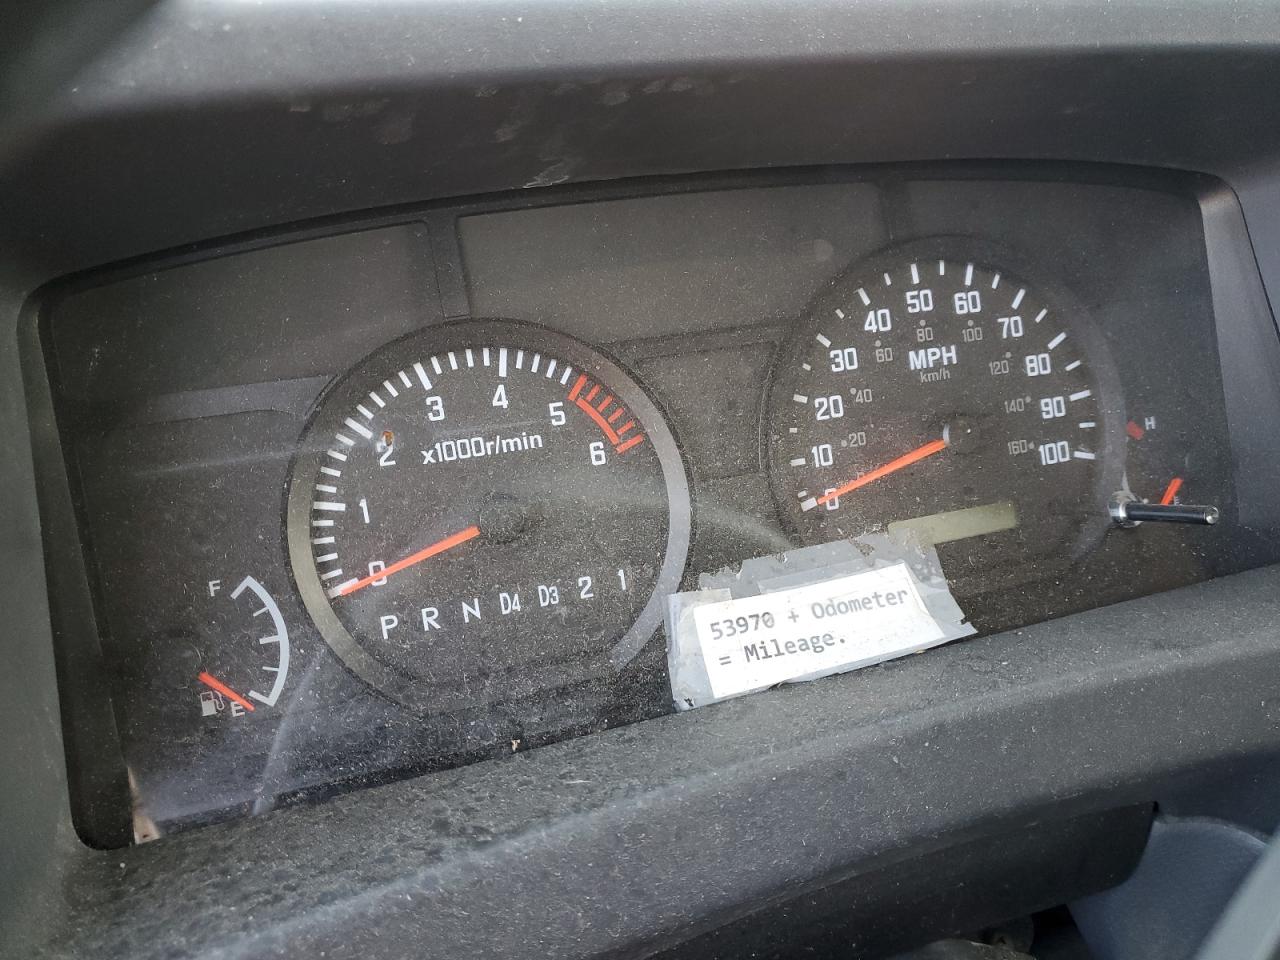 50 60
40 70
80 100
30 60 MPH 120 80
km/h
20 40 140 90
10 20 160 100
0
H
3 4 5
2 x1000r/min 6
1
0
P R N D4 D3 2 1
F
E
53970 + Odometer
= Mileage.